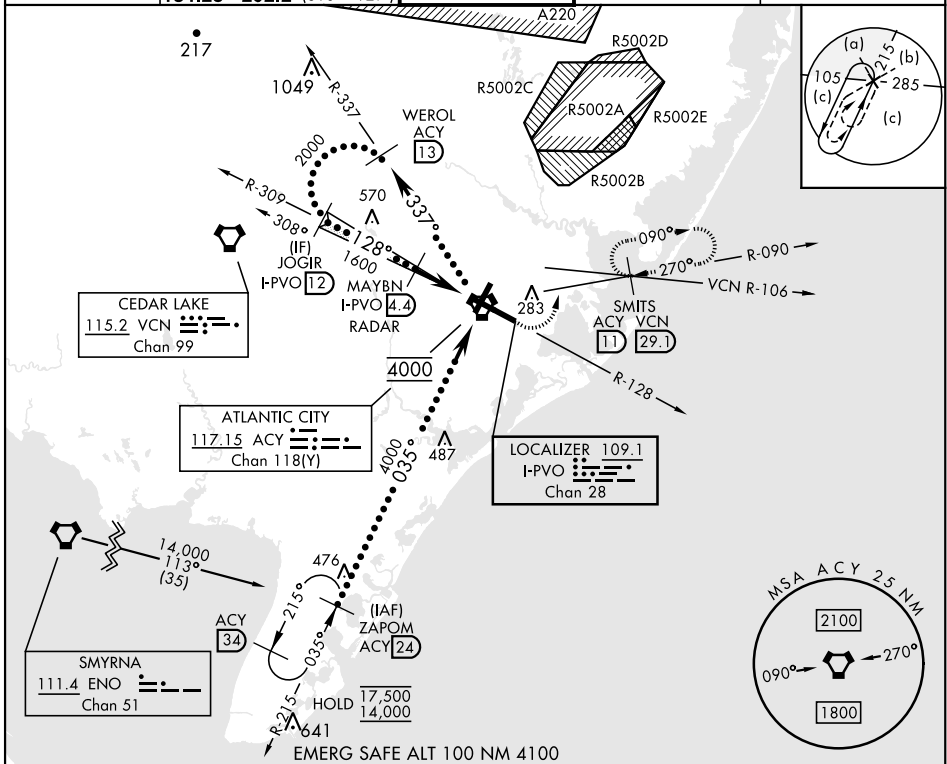 A220
217
1049
R-337
R5002D
R5002C
R5002A
R5002E
R5002B
(a)
215
(b)
105
285
(c)
(c)
WEROL
ACY
13
2000
R-309
308°
570
337°
128°
1600
(IF)
JOGIR
I-PVO 12
MAYBN
I-PVO 4.4
RADAR
090°
270°
R-090
VCN R-106
SMITS
ACY VCN
11 29.1
283
R-128
CEDAR LAKE
115.2 VCN
Chan 99
4000
ATLANTIC CITY
117.15 ACY
Chan 118(Y)
487
4000
035°
LOCALIZER 109.1
I-PVO
Chan 28
14,000
113°
(35)
476
215°
035°
(IAF)
ZAPOM
ACY 24
ACY
34
SMYRNA
111.4 ENO
Chan 51
R-215
HOLD 17,500
14,000
641
EMERG SAFE ALT 100 NM 4100
MSA ACY 25 NM
2100
090°
270°
1800